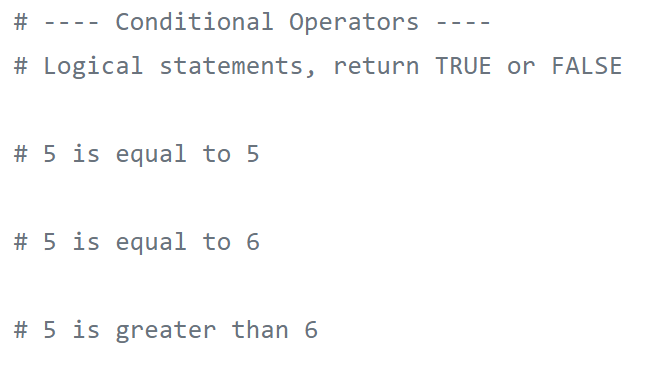 # ---- Conditional Operators ----
# Logical statements, return TRUE or FALSE
# 5 is equal to 5
# 5 is equal to 6
# 5 is greater than 6